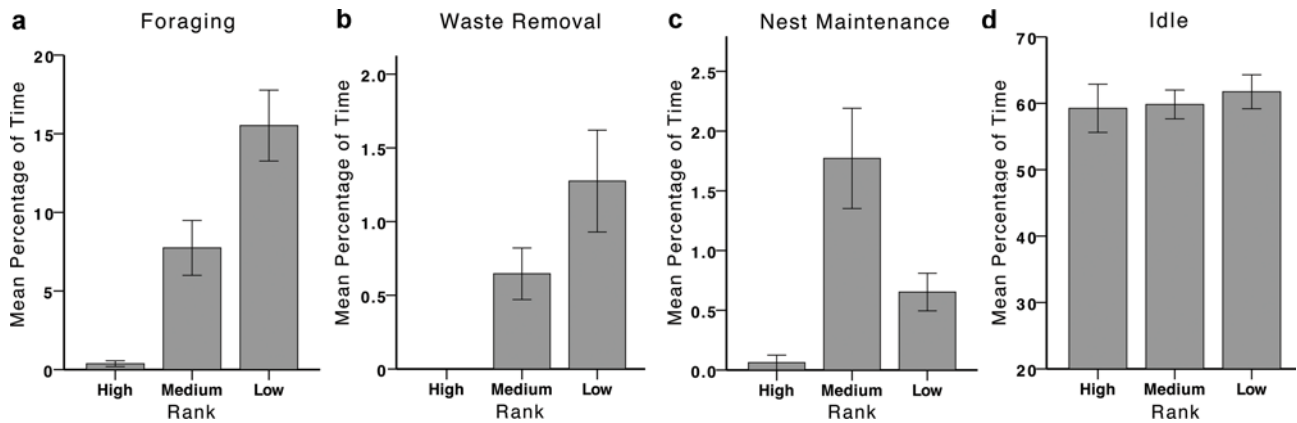 a Foraging
Mean Percentage of Time
20
15
10
5
0
High Medium Low
Rank
b Waste Removal
Mean Percentage of Time
2.0
1.5
1.0
0.5
0
High Medium Low
Rank
c Nest Maintenance
Mean Percentage of Time
2.5
2.0
1.5
1.0
0.5
0.0
High Medium Low
Rank
d Idle
Mean Percentage of Time
70
60
50
40
30
20
High Medium Low
Rank